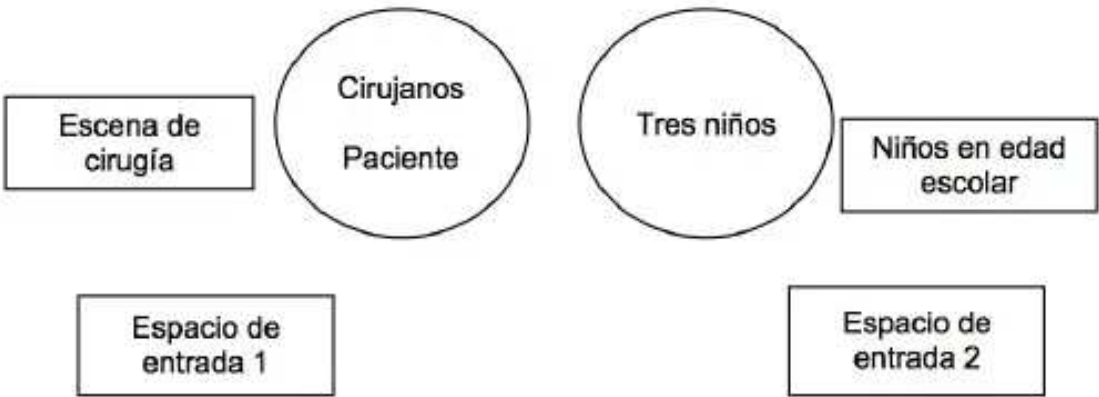 Escena de
cirugía
Cirujanos
Paciente
Tres niños
Niños en edad
escolar
Espacio de
entrada 1
Espacio de
entrada 2